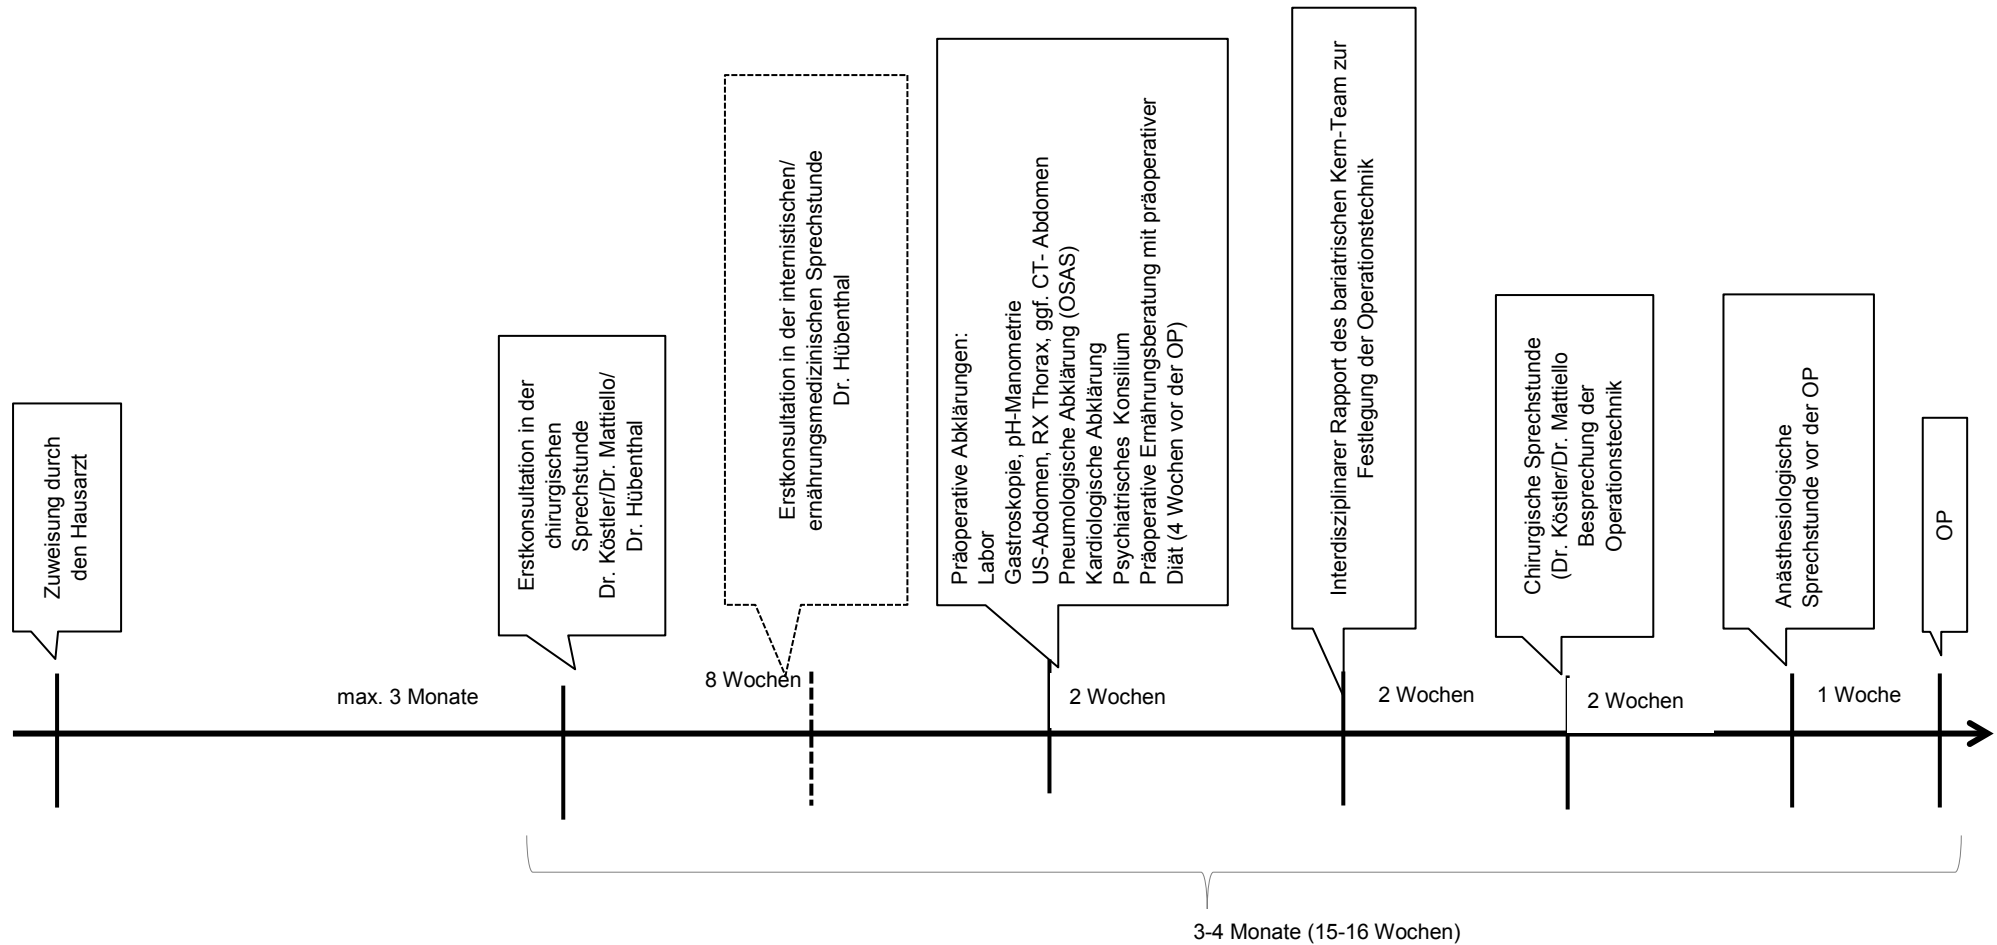 Zuweisung durch
den Hausarzt
max. 3 Monate
Erstkonsultation in der
chirurgischen
Sprechstunde
Dr. Köstler/Dr. Mattiello/
Dr. Hübenthal
8 Wochen
Erstkonsultation in der internistischen/
ernährungsmedizinischen Sprechstunde
Dr. Hübenthal
Präoperative Abklärungen:
Labor
Gastroskopie, pH-Manometrie
US-Abdomen, RX Thorax, ggf. CT- Abdomen
Pneumologische Abklärung (OSAS)
Kardiologische Abklärung
Psychiatrisches Konsilium
Präoperative Ernährungsberatung mit präoperativer
Diät (4 Wochen vor der OP)
2 Wochen
Interdisziplinarer Rapport des bariatrischen Kern-Team zur
Festlegung der Operationstechnik
2 Wochen
Chirurgische Sprechstunde
(Dr. Köstler/Dr. Mattiello
Besprechung der
Operationstechnik
2 Wochen
Anästhesiologische
Sprechstunde vor der OP
1 Woche
OP
3-4 Monate (15-16 Wochen)